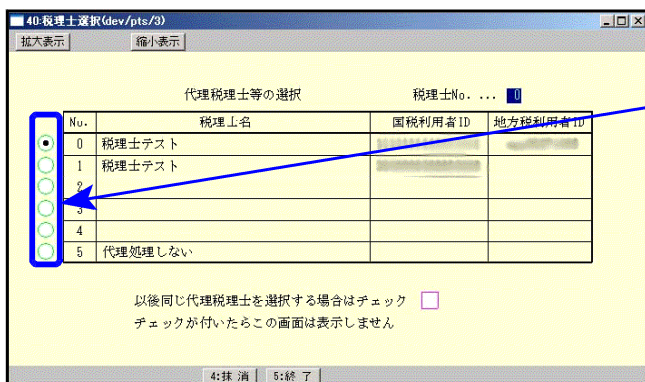 40:税理士選択(dev/pts/3)
拡大表示 縮小表示
代理税理士等の選択 税理士No. ... 0
No. 税理士名 国税利用者ID 地方税利用者ID
0 税理士テスト
1 税理士テスト
2
3
4
5 代理処理しない
以後同じ代理税理士を選択する場合はチェック
チェックが付いたらこの画面は表示しません
4:抹 消 5:終 了